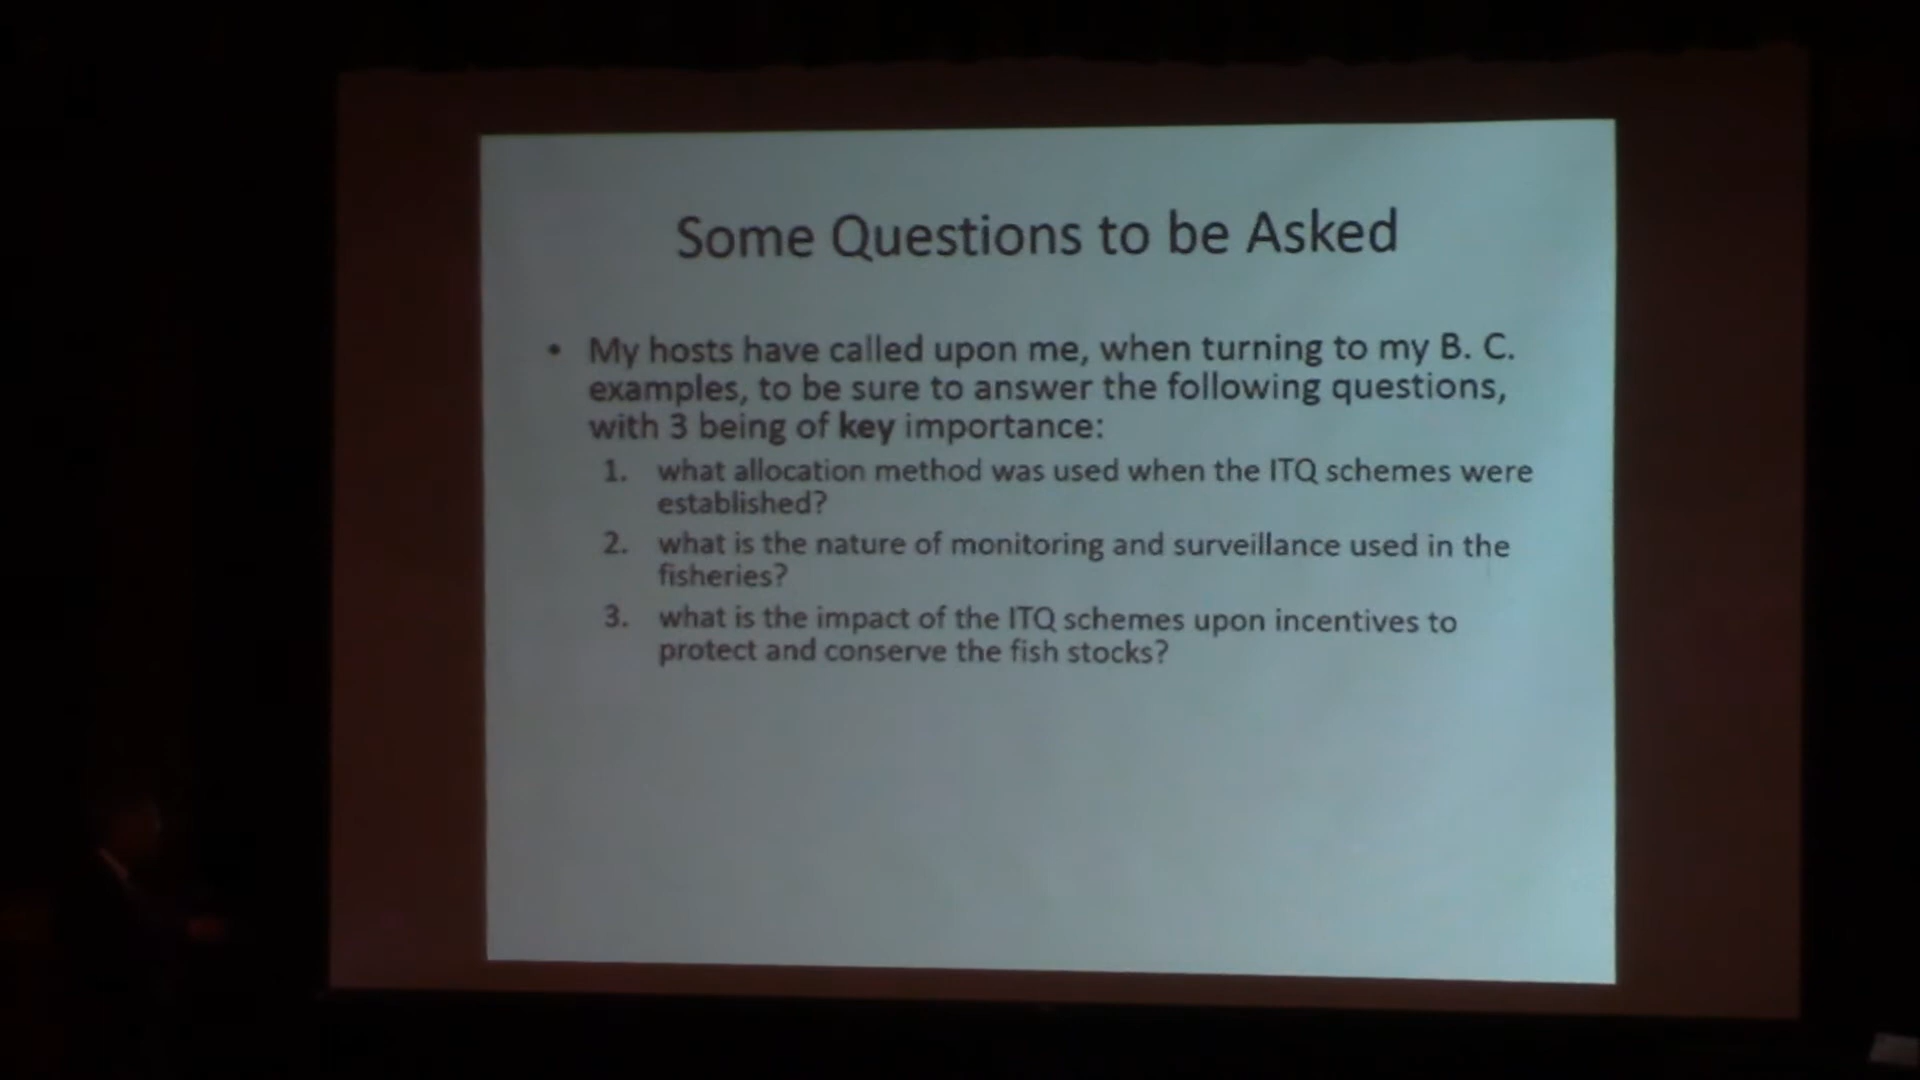 Some Questions to be Asked
• My hosts have called upon me, when turning to my B. C.
examples, to be sure to answer the following questions,
with 3 being of key importance:
1. what allocation method was used when the ITQ schemes were
established?
2. what is the nature of monitoring and surveillance used in the
fisheries?
3. what is the impact of the ITQ schemes upon incentives to
protect and conserve the fish stocks?